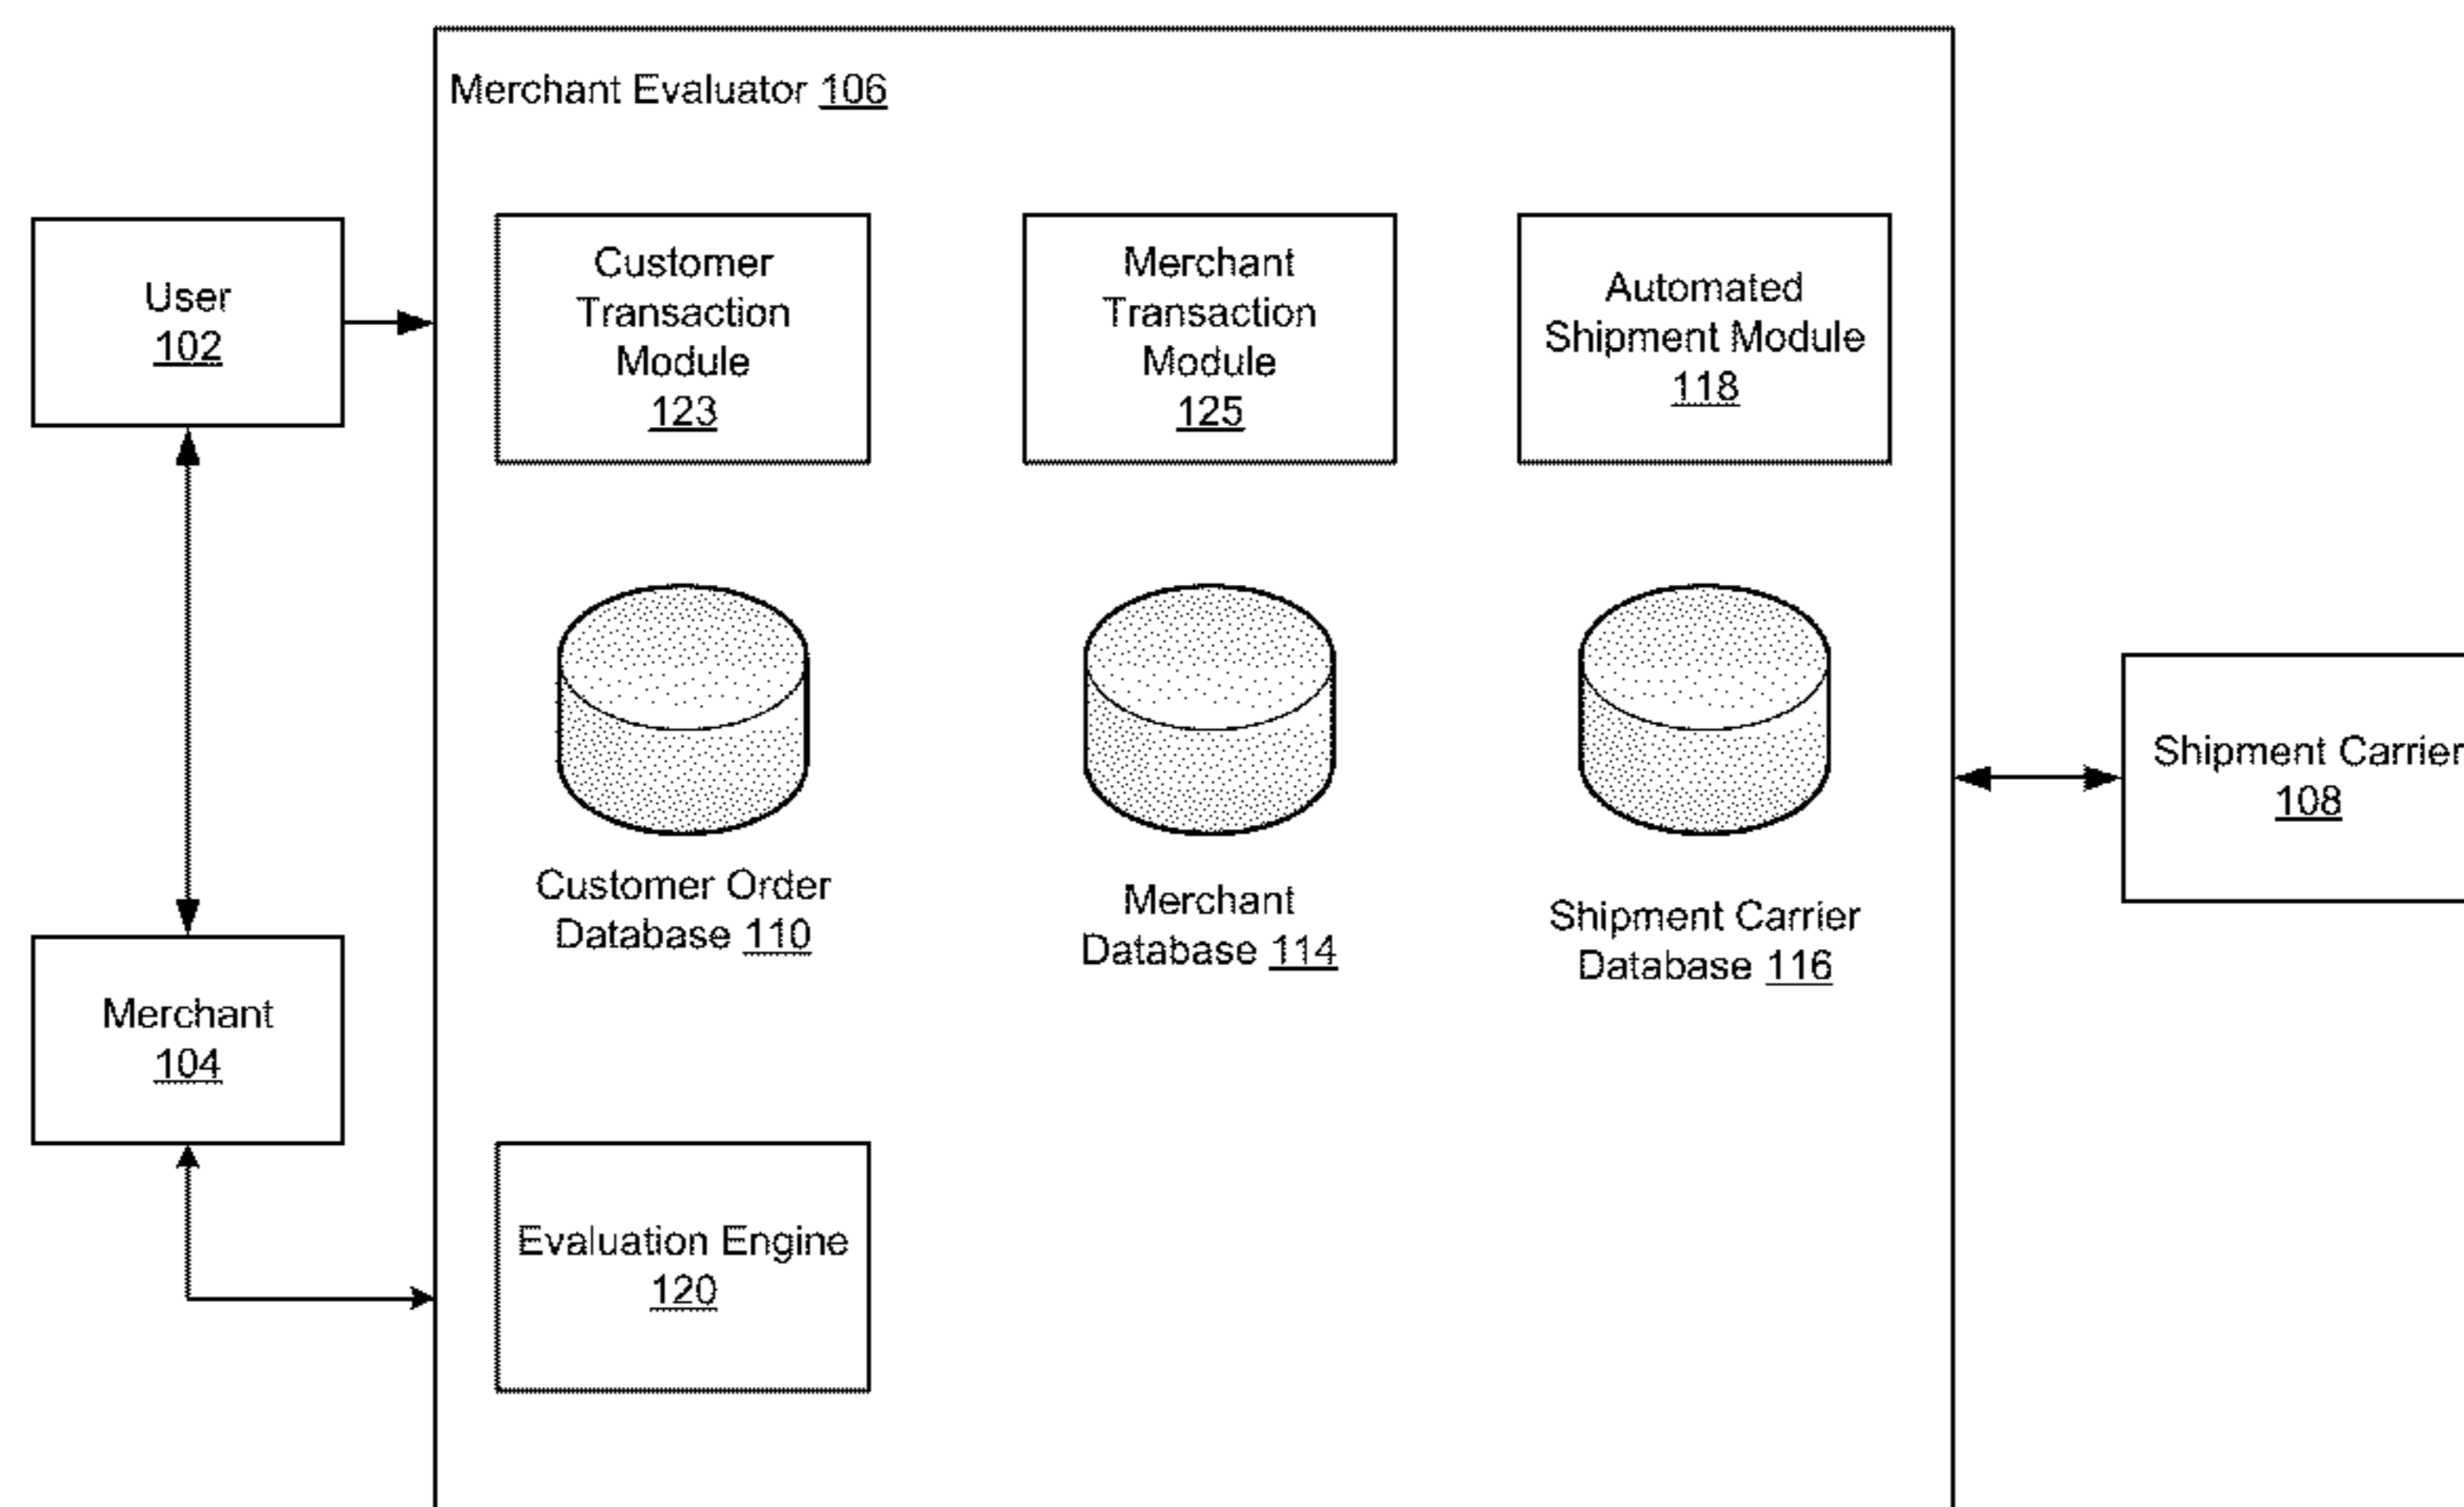 Merchant Evaluator 106
User
102
Customer
Transaction
Module
123
Merchant
Transaction
Module
125
Automated
Shipment Module
118
Customer Order
Database 110
Merchant
Database 114
Shipment Carrier
Database 116
Shipment Carrier
108
Merchant
104
Evaluation Engine
120